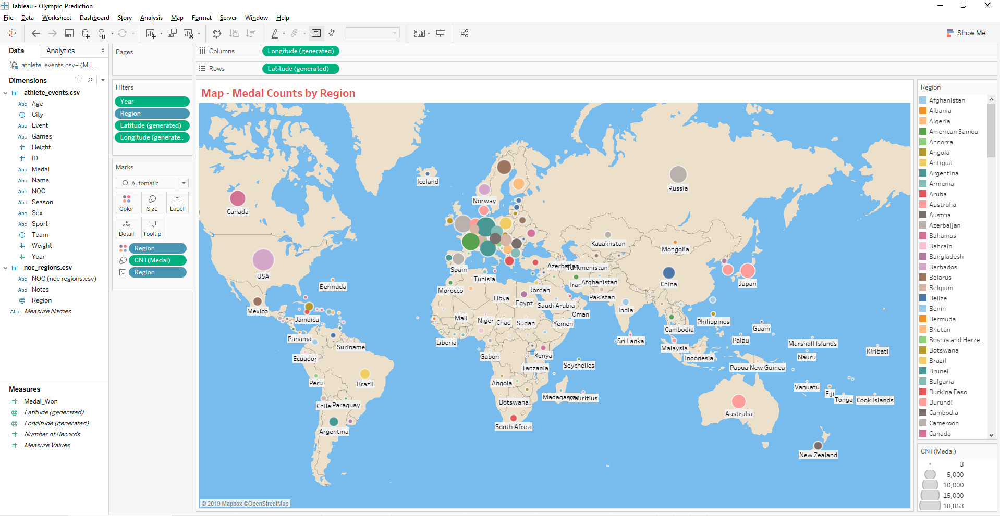 Tableau - Olympic_Prediction
File Data Worksheet Dashboard Story Analysis Map Format Server Window Help
Show Me
Data Analytics
athlete_events.csv+ (Mu...
Dimensions
athlete_events.csv
Abc Age
City
Abc Event
Abc Games
Height
ID
Abc Medal
Abc Name
Abc NOC
Abc Season
Abc Sex
Abc Sport
Team
Weight
Year
noc_regions.csv
Abc NOC (noc regions.csv)
Abc Notes
Region
Abc Measure Names
Measures
Medal_Won
Latitude (generated)
Longitude (generated)
Number of Records
Measure Values
Pages
Filters
Year
Region
Latitude (generated)
Longitude (generate..
Marks
Automatic
Color Size Label
Detail Tooltip
Region
CNT(Medal)
Region
Columns Longitude (generated)
Rows Latitude (generated)
Map - Medal Counts by Region
Iceland
Russia
Norway
Canada
Kazakhstan
Mongolia
Spain
USA
Azerbaijan
Turkmenistan
Tunisia
Afghanistan
Japan
China
Iran
Bermuda
Morocco
Jordan
Libya
Pakistan
Egypt
Saudi Arabia
Mexico
India
Oman
Jamaica
Mali
Niger
Chad
Sudan
Yemen
Philippines
Guam
Cambodia
Panama
Liberia
Sri Lanka
Palau
Marshall Islands
Suriname
Malaysia
Kiribati
Ecuador
Gabon
Kenya
Indonesia
Nauru
Seychelles
Tanzania
Papua New Guinea
Peru
Brazil
Angola
Vanuatu
Fiji
Madagascar
Mauritius
Tonga
Cook Islands
Botswana
Chile
Paraguay
Australia
South Africa
Argentina
New Zealand
© 2019 Mapbox ©OpenStreetMap
Region
Afghanistan
Albania
Algeria
American Samoa
Andorra
Angola
Antigua
Argentina
Armenia
Aruba
Australia
Austria
Azerbaijan
Bahamas
Bahrain
Bangladesh
Barbados
Belarus
Belgium
Belize
Benin
Bermuda
Bhutan
Bosnia and Herze..
Botswana
Brazil
Brunei
Bulgaria
Burkina Faso
Burundi
Cambodia
Cameroon
Canada
CNT(Medal)
3
5,000
10,000
15,000
18,853